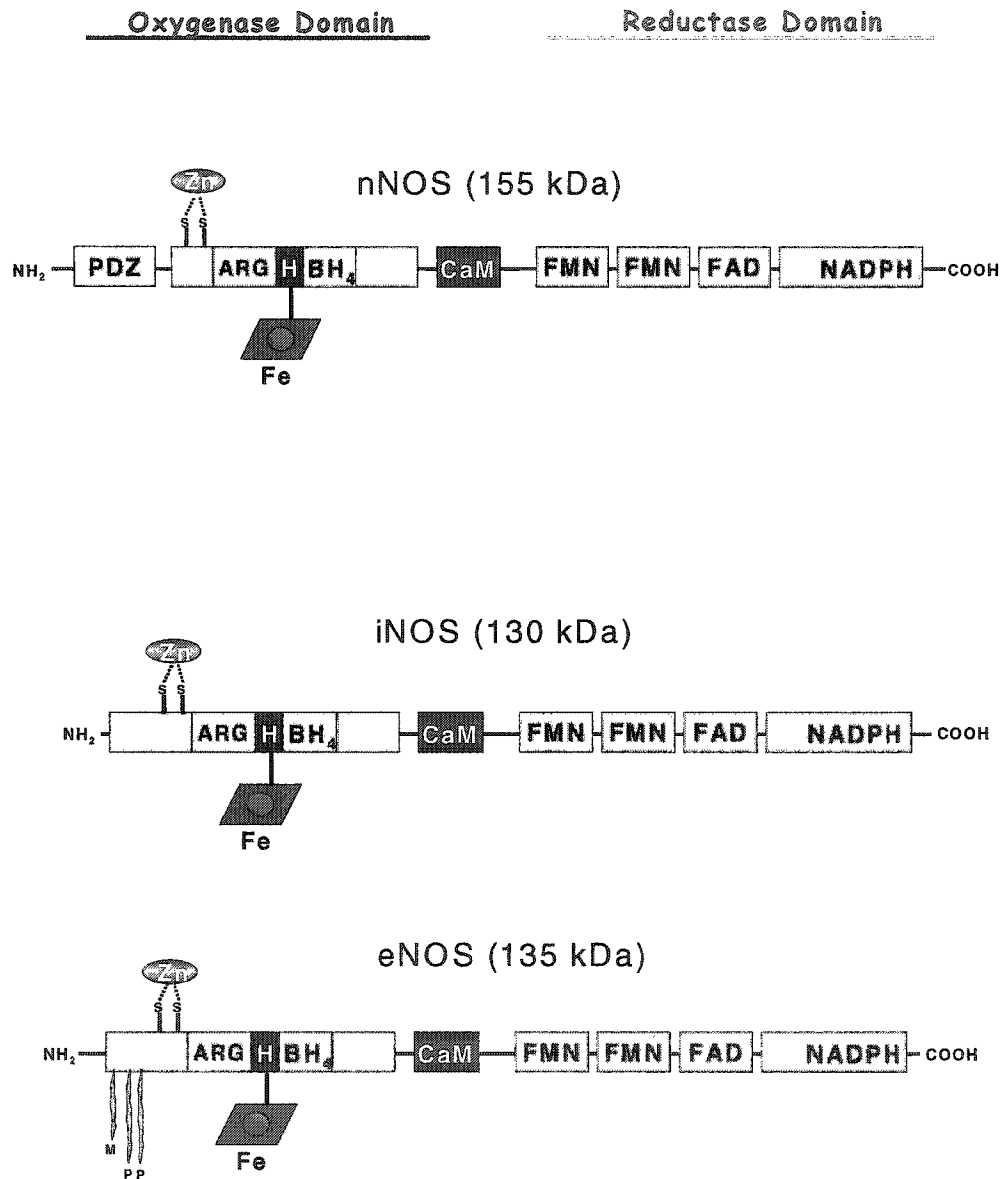 Oxygenase Domain Reductase Domain
nNOS (155 kDa)
Zn
S S
NH2 PDZ ARG H BH4 CaM FMN FMN FAD NADPH COOH
Fe
iNOS (130 kDa)
Zn
S S
NH2 ARG H BH4 CaM FMN FMN FAD NADPH COOH
Fe
eNOS (135 kDa)
Zn
S S
NH2 ARG H BH4 CaM FMN FMN FAD NADPH COOH
Fe
M
P P